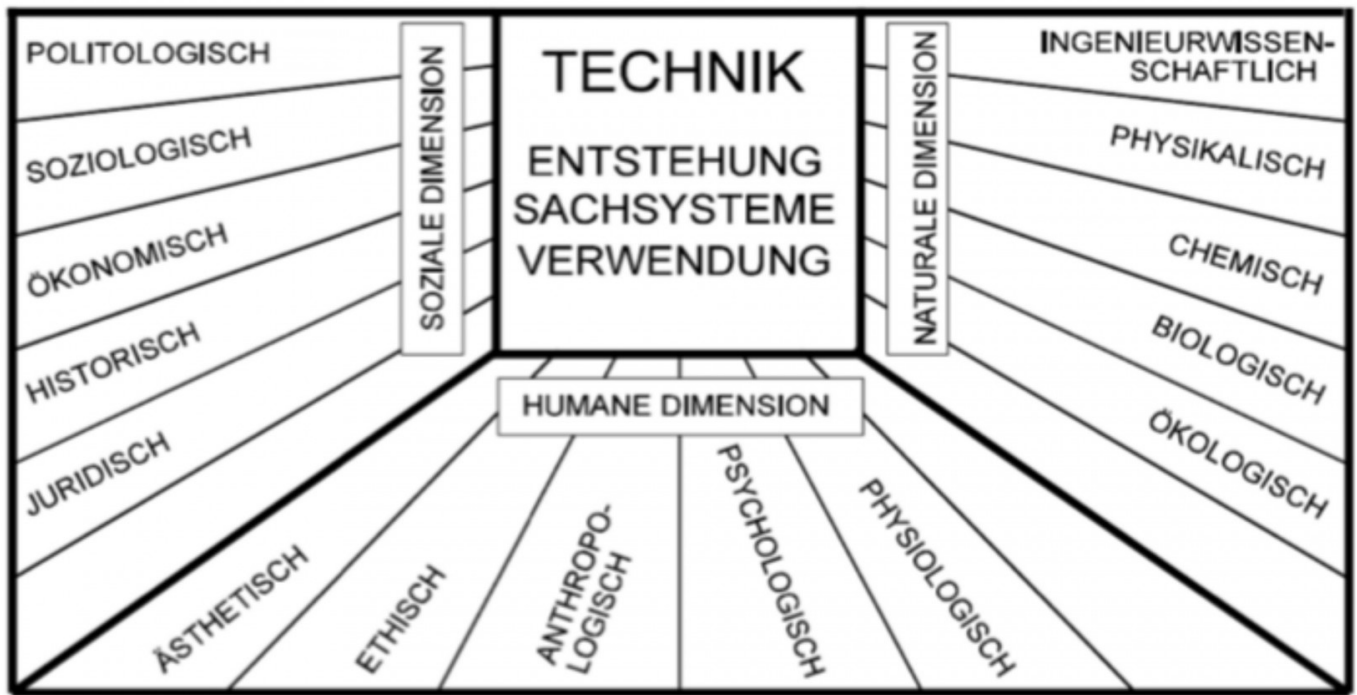 POLITOLOGISCH
SOZIOLOGISCH
ÖKONOMISCH
HISTORISCH
JURIDISCH
SOZIALE DIMENSION
TECHNIK
ENTSTEHUNG
SACHSYSTEME
VERWENDUNG
NATURALE DIMENSION
INGENIEURWISSEN-
SCHAFTLICH
PHYSIKALISCH
CHEMISCH
BIOLOGISCH
ÖKOLOGISCH
HUMANE DIMENSION
ÄSTHETISCH
ETHISCH
ANTHROPO-
LOGISCH
PSYCHOLOGISCH
PHYSIOLOGISCH